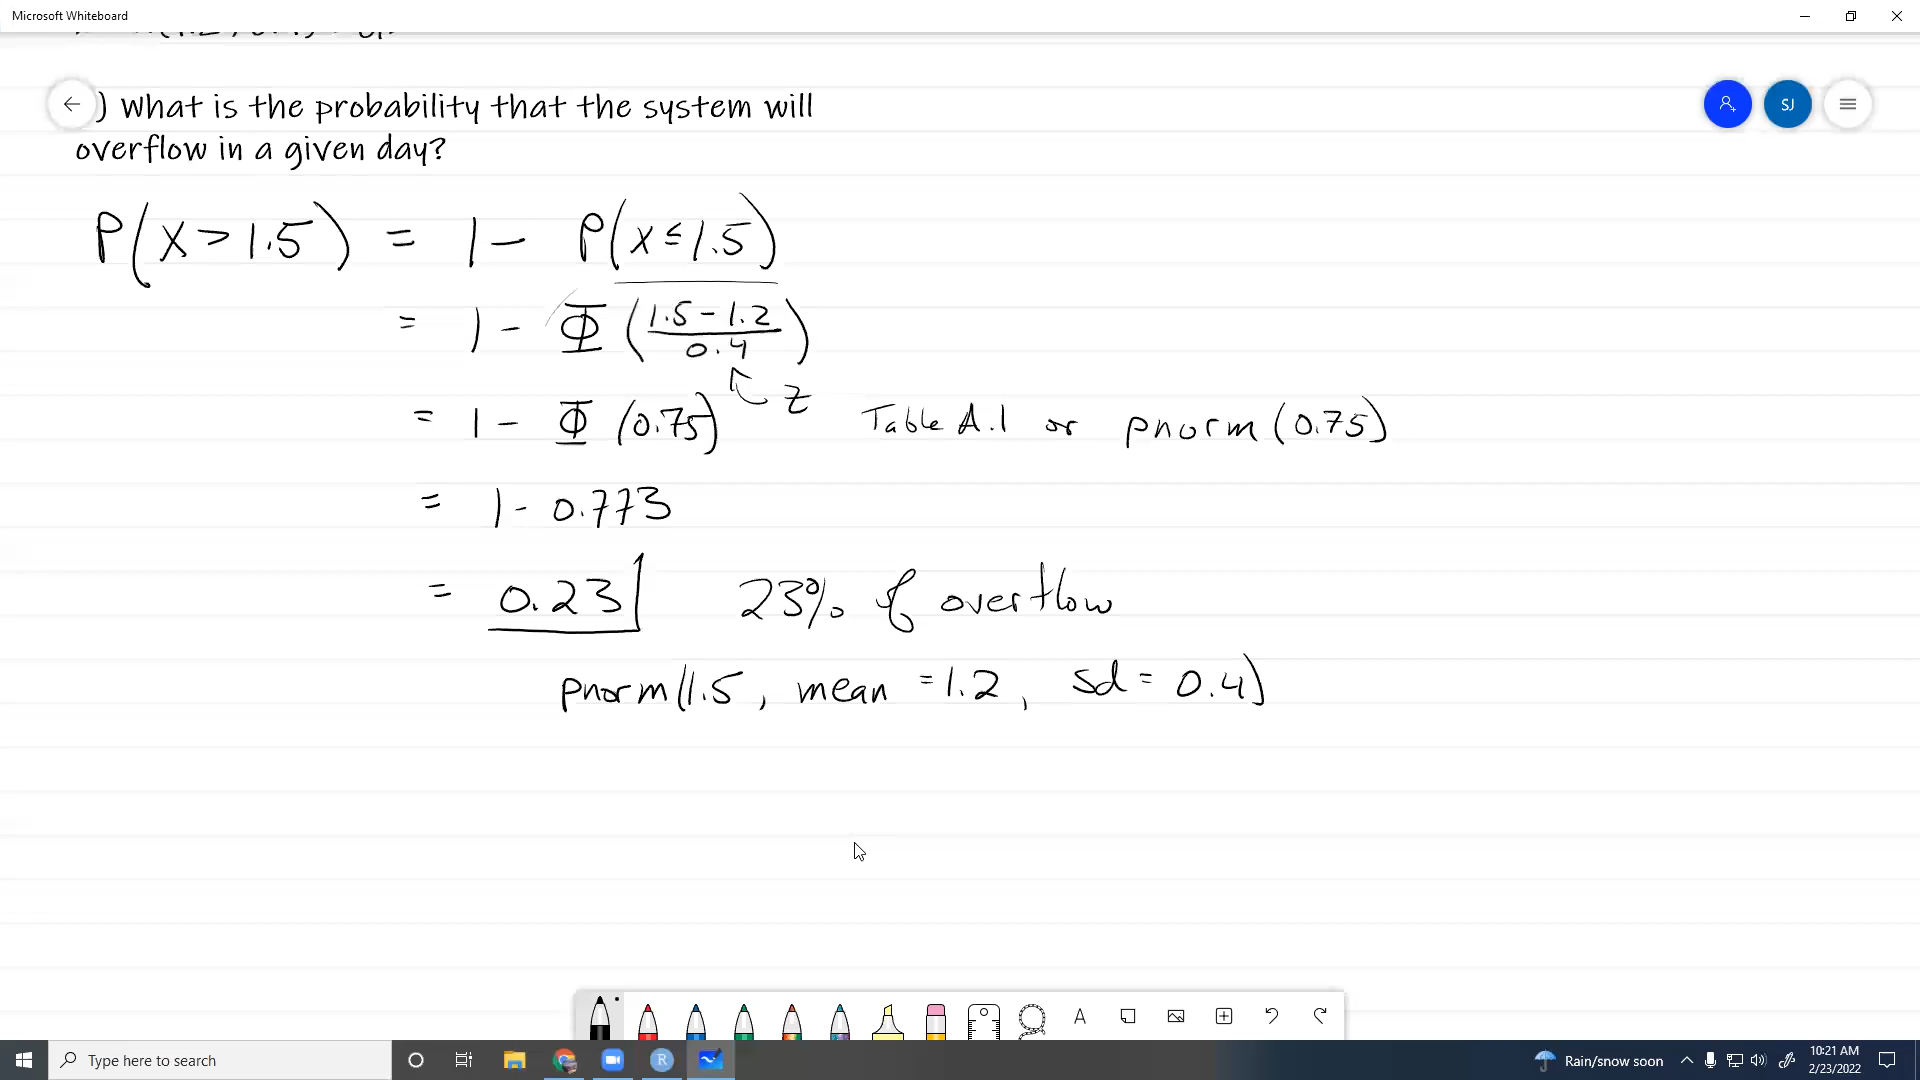 Microsoft Whiteboard
) What is the probability that the system will
SJ
overflow in a given day?
P(X > 1.5) = 1 - P(X ≤ 1.5)
= 1 - Φ (1.5 - 1.2 / 0.4)
z
= 1 - Φ (0.75) Table A.1 or pnorm (0.75)
= 1 - 0.773
= 0.23 23% of overflow
pnorm(1.5, mean = 1.2, sd = 0.4)
A
Type here to search
R
Rain/snow soon
10:21 AM
2/23/2022